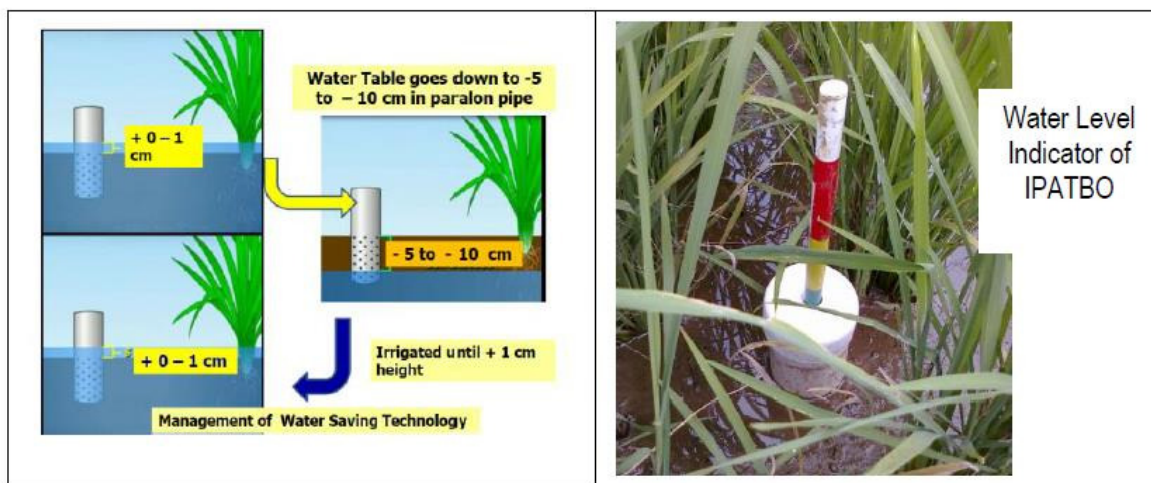 + 0 – 1
cm
Water Table goes down to -5
to – 10 cm in paralon pipe
- 5 to - 10 cm
+ 0 – 1 cm
Irrigated until + 1 cm
height
Management of Water Saving Technology
Water Level
Indicator of
IPATBO